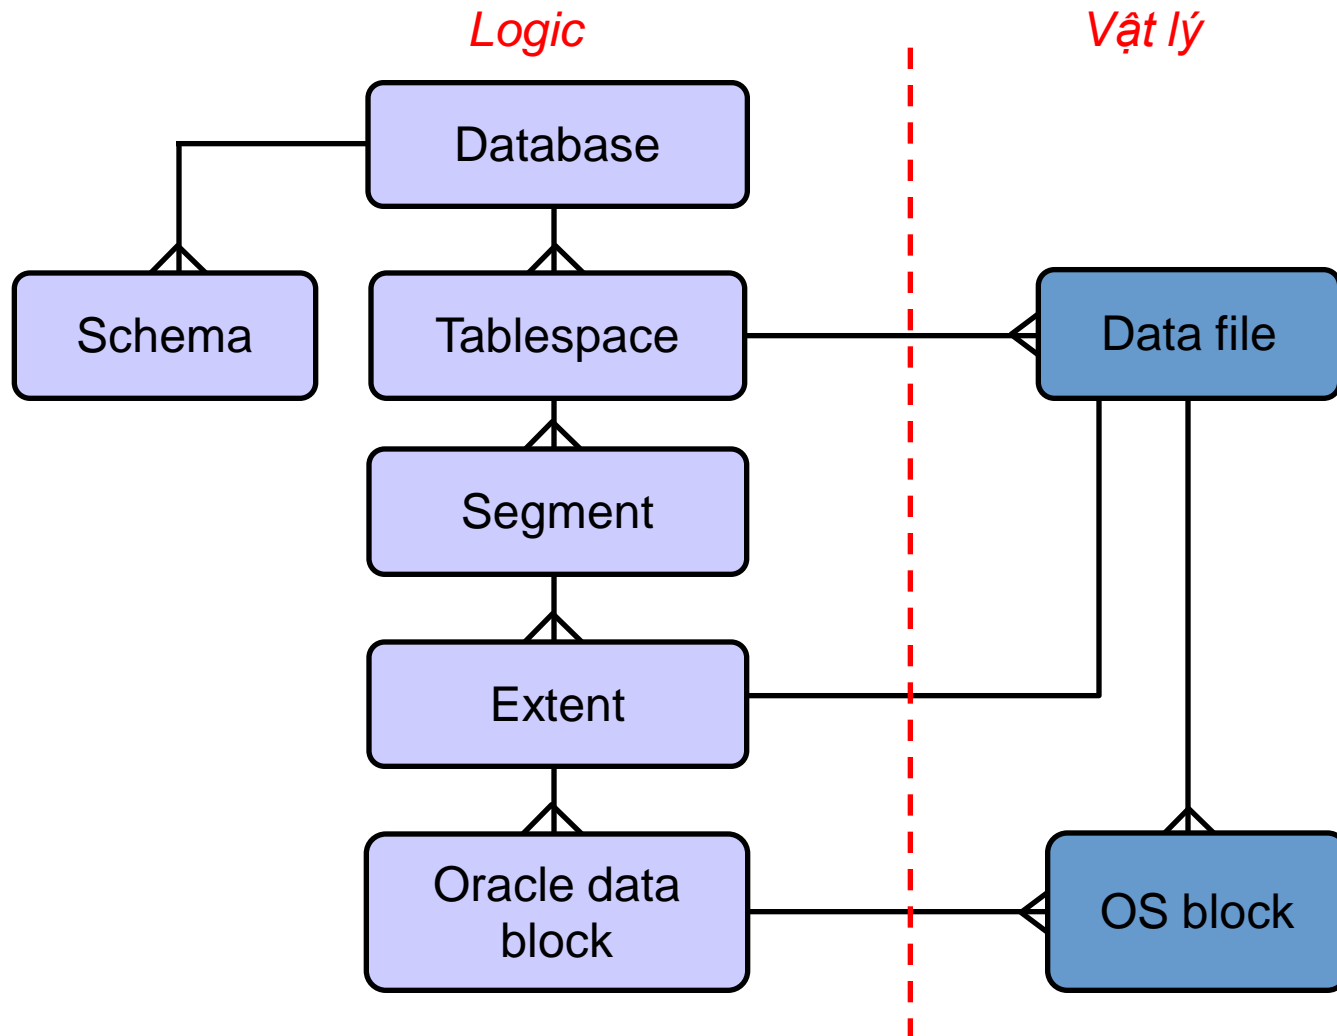 Logic
Vật lý
Database
Schema
Tablespace
Data file
Segment
Extent
Oracle data
block
OS block